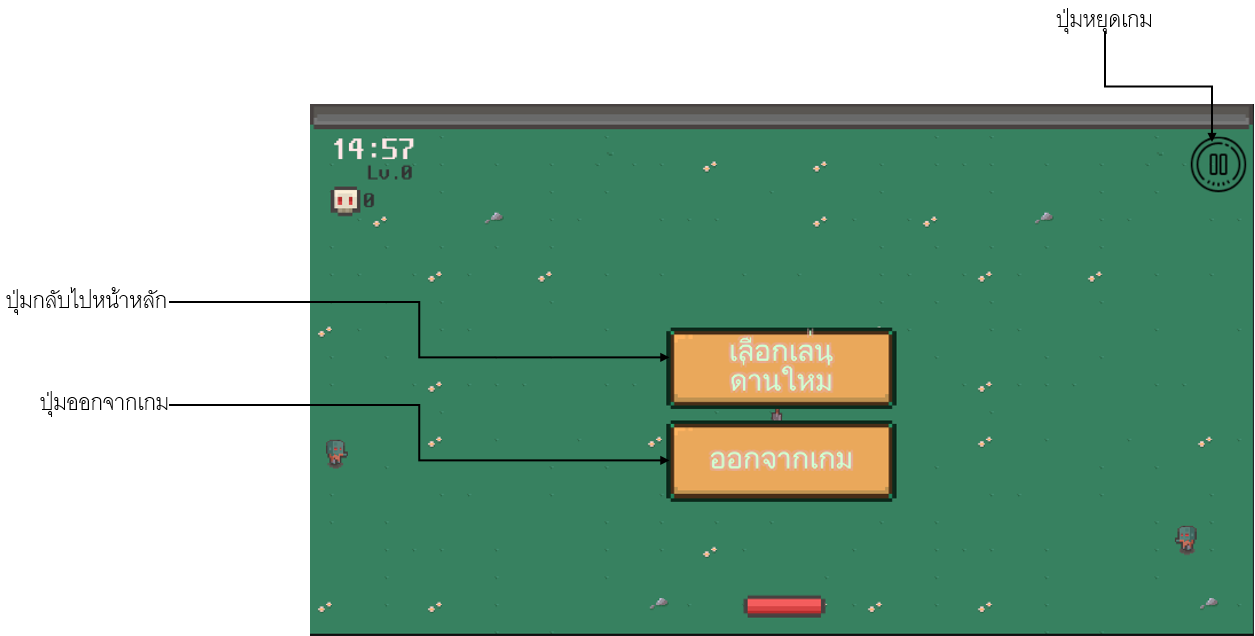 ปุ่มหยุดเกม
14:57
Lv.0
0
ปุ่มกลับไปหน้าหลัก
เลือกเลน
ดานใหม
ปุ่มออกจากเกม
ออกจากเกม